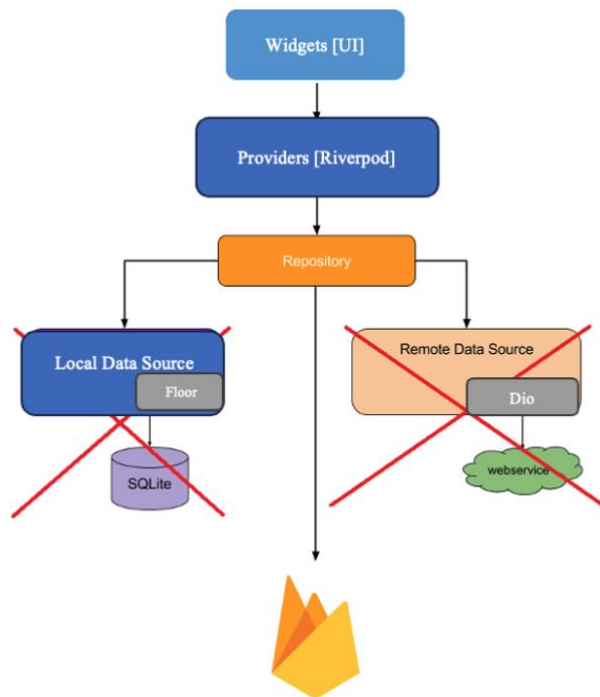 Widgets [UI]
Providers [Riverpod]
Repository
Local Data Source
Floor
SQLite
Remote Data Source
Dio
webservice